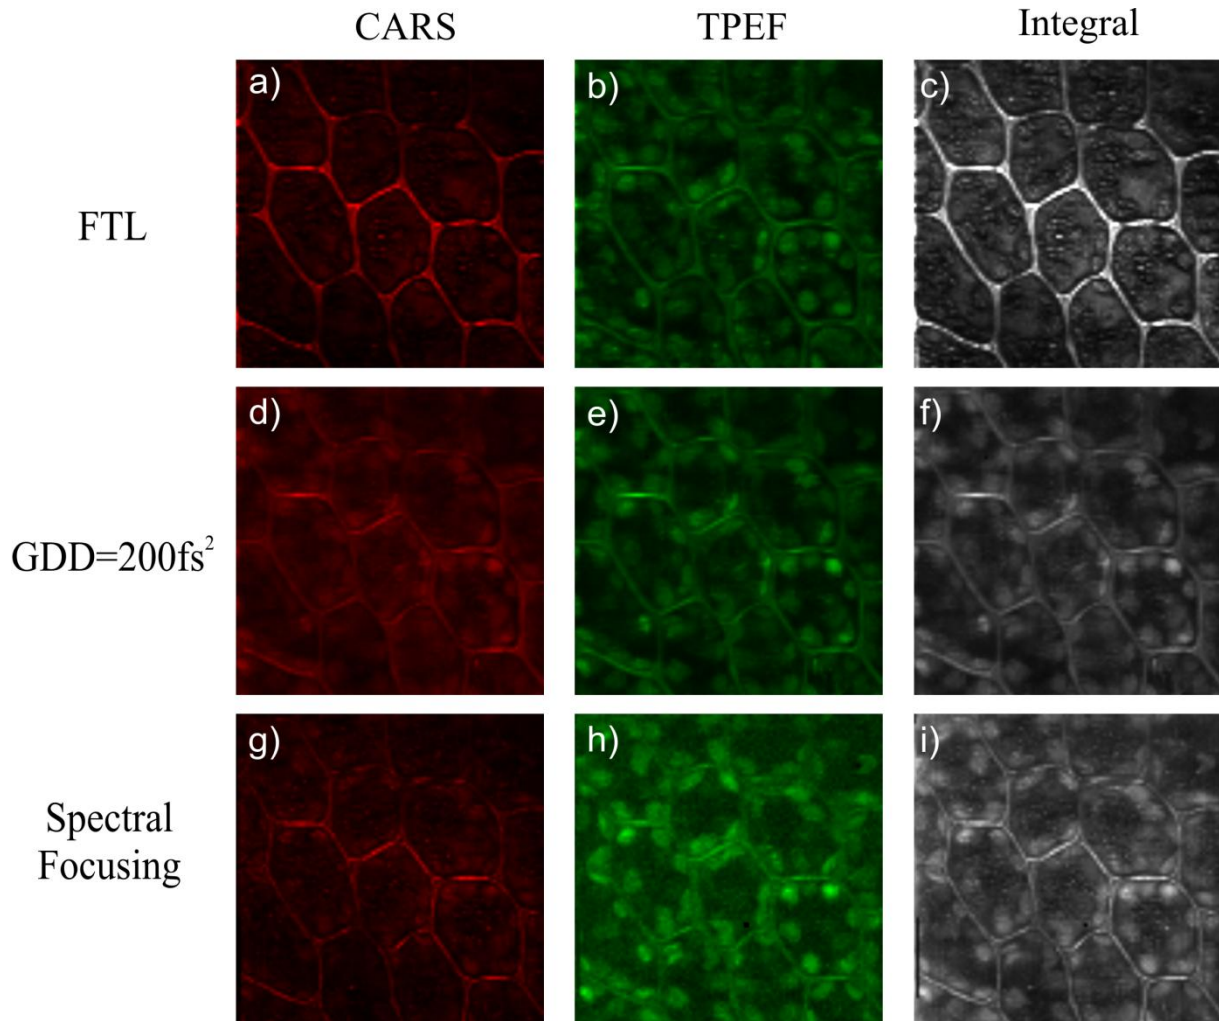 CARS TPEF Integral
FTL a) b) c)
GDD=200fs² d) e) f)
Spectral
Focusing
g) h) i)